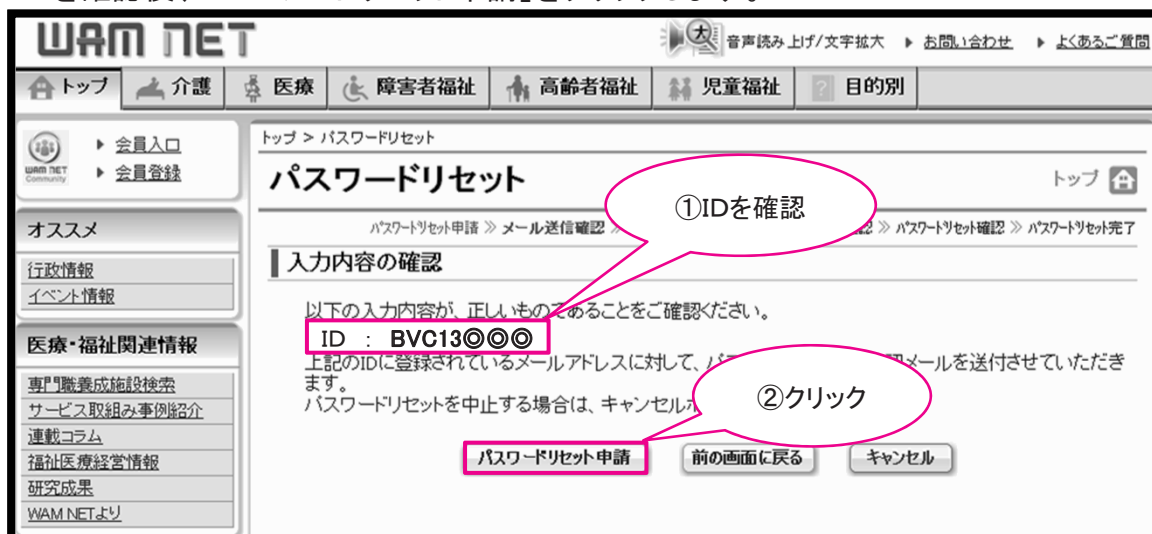 WAM NET
音声読み上げ/文字拡大 お問い合わせ よくあるご質問
トップ 介護 医療 障害者福祉 高齢者福祉 児童福祉 目的別
会員入口
会員登録
WAM NET Community
トップ > パスワードリセット
パスワードリセット
トップ
①IDを確認
パスワードリセット申請 ≫ メール送信確認 ≫
≫ パスワードリセット確認 ≫ パスワードリセット完了
オススメ
行政情報
イベント情報
入力内容の確認
以下の入力内容が、正しいものであることをご確認ください。
ID : BVC13◎◎◎
上記のIDに登録されているメールアドレスに対して、パ
メールを送付させていただき
ます。
パスワードリセットを中止する場合は、キャンセルボ
②クリック
パスワードリセット申請 前の画面に戻る キャンセル
医療・福祉関連情報
専門職養成施設検索
サービス取組み事例紹介
連載コラム
福祉医療経営情報
研究成果
WAM NETより